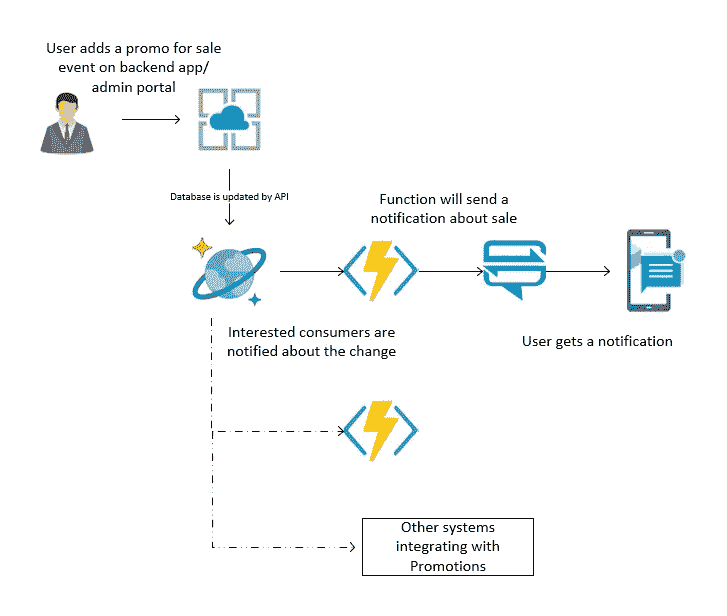 User adds a promo for sale
event on backend app/
admin portal
Database is updated by API
Function will send a
notification about sale
Interested consumers are
notified about the change
User gets a notification
Other systems
integrating with
Promotions